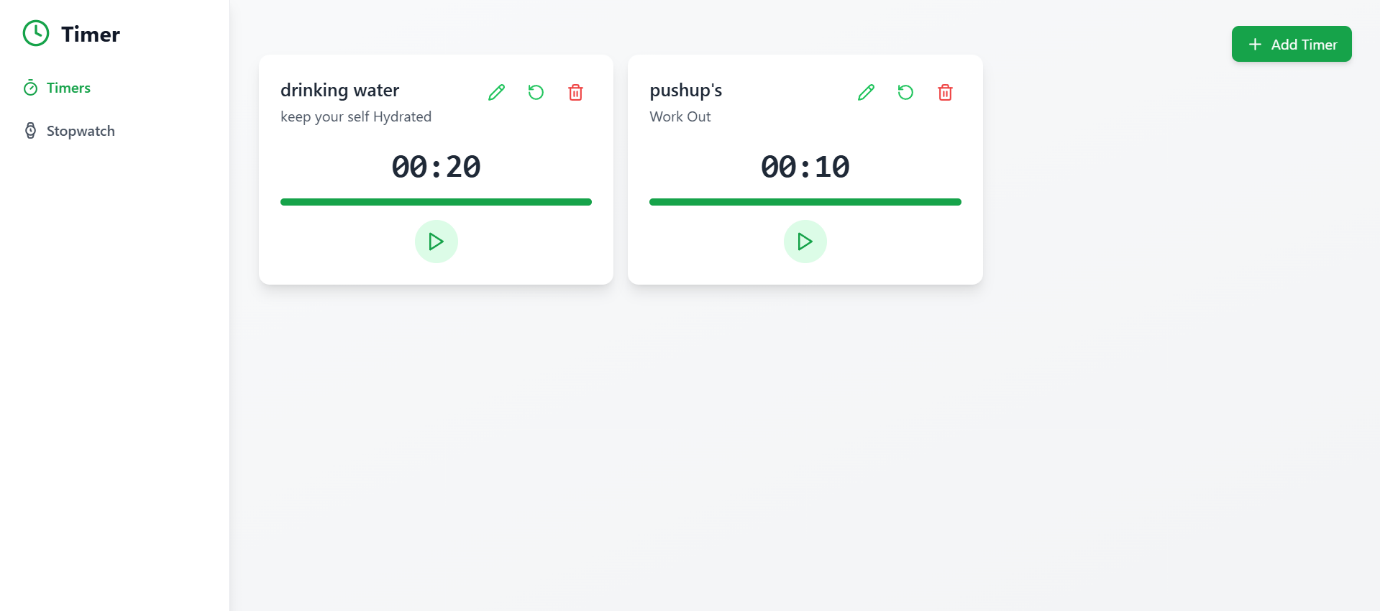 Timer
Timers
Stopwatch
Add Timer
drinking water
keep your self Hydrated
00:20
pushup's
Work Out
00:10